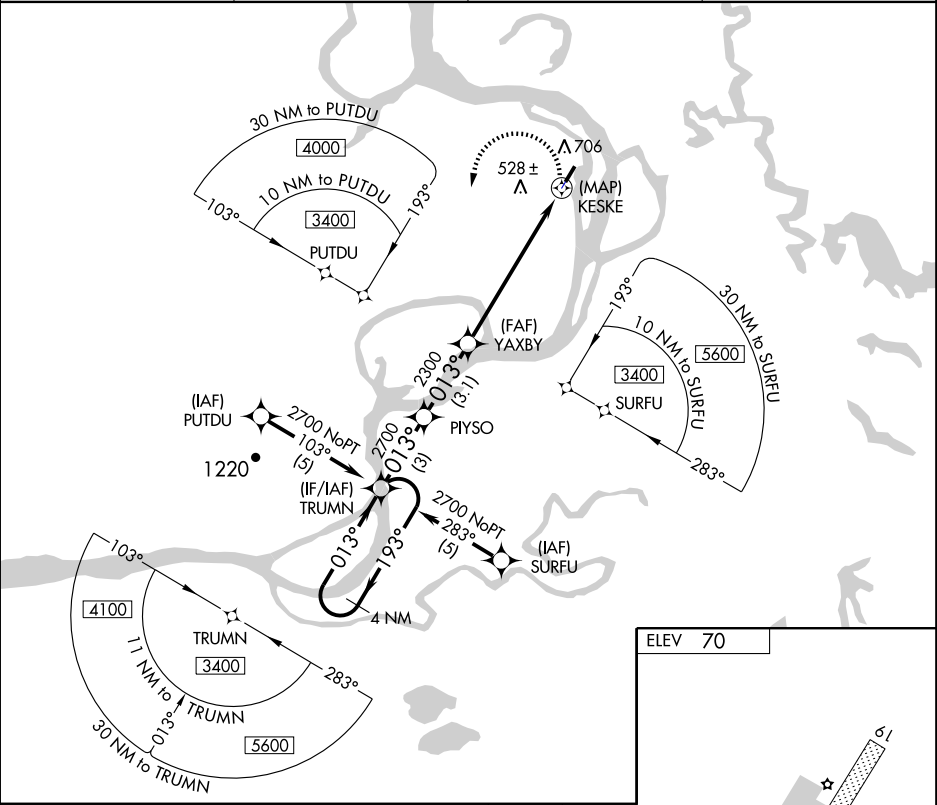 30 NM to PUTDU
4000
10 NM to PUTDU
103°
193°
3400
PUTDU
706
528 ±
(MAP)
KESKE
193°
30 NM to SURFU
10 NM to SURFU
5600
3400
SURFU
283°
(FAF)
YAXBY
2300
013°
(3.1)
PIYSO
(IAF)
PUTDU
2700 NoPT
103°
(5)
1220
2700
013°
(3)
(IF/IAF)
TRUMN
2700 NoPT
283°
(5)
(IAF)
SURFU
013°
193°
4 NM
103°
4100
TRUMN
3400
283°
11 NM to TRUMN
013°
5600
30 NM to TRUMN
ELEV 70
19